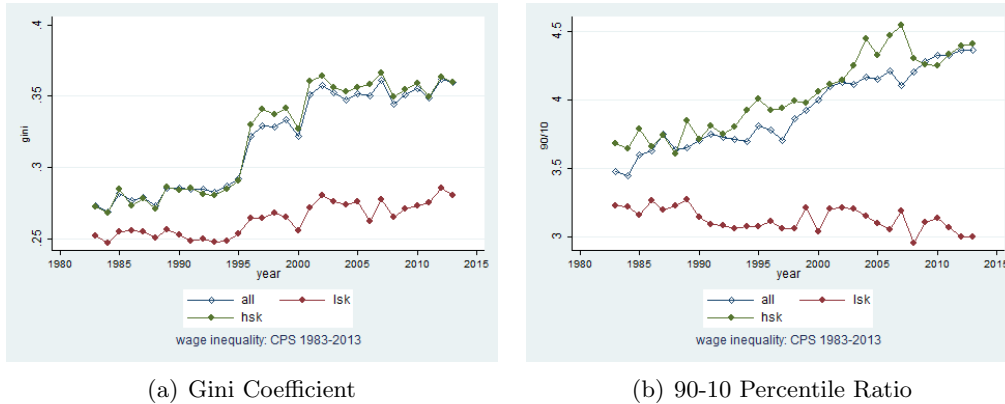 .4
.35
.3
.25
gini
1980 1985 1990 1995 2000 2005 2010 2015
year
all lsk
hsk
wage inequality: CPS 1983-2013
(a) Gini Coefficient
4.5
4
3.5
3
90/10
1980 1985 1990 1995 2000 2005 2010 2015
year
all lsk
hsk
wage inequality: CPS 1983-2013
(b) 90-10 Percentile Ratio